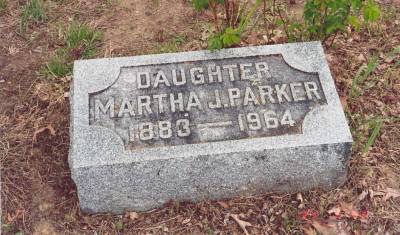 DAUGHTER
MARTHA J. PARKER
1883 — 1964